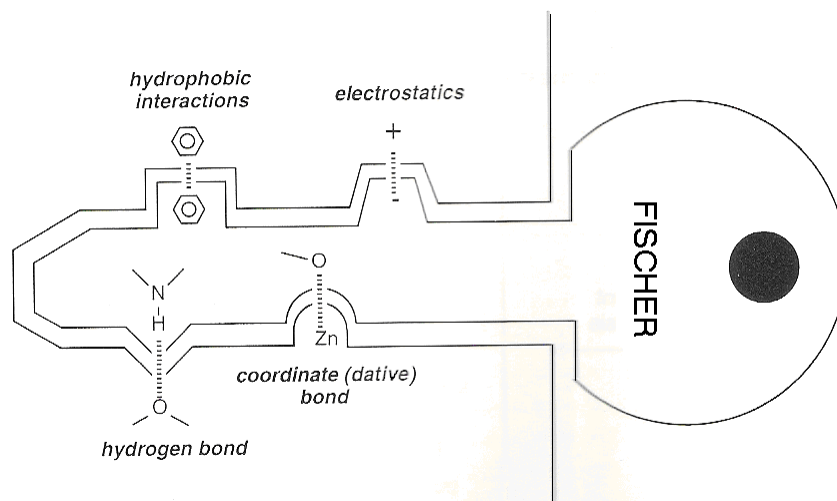 hydrophobic
interactions
electrostatics
+
-
FISCHER
O
N
H
Zn
coordinate (dative)
bond
O
hydrogen bond